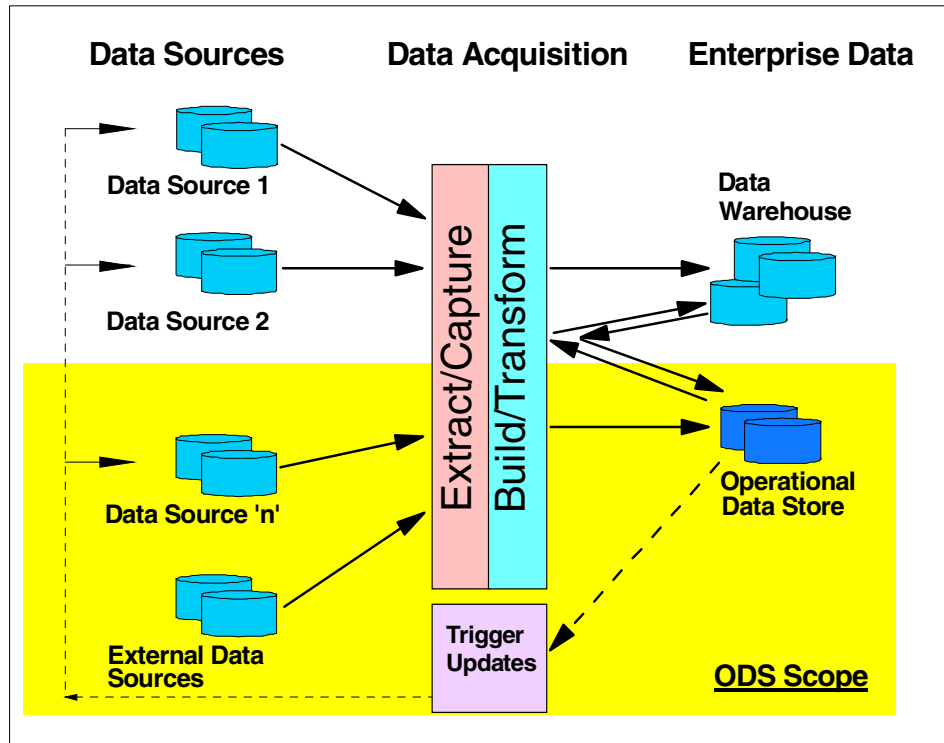 Data Sources
Data Acquisition
Enterprise Data
Data Source 1
Data Source 2
Data Source 'n'
External Data
Sources
Extract/Capture
Build/Transform
Trigger
Updates
Data
Warehouse
Operational
Data Store
ODS Scope